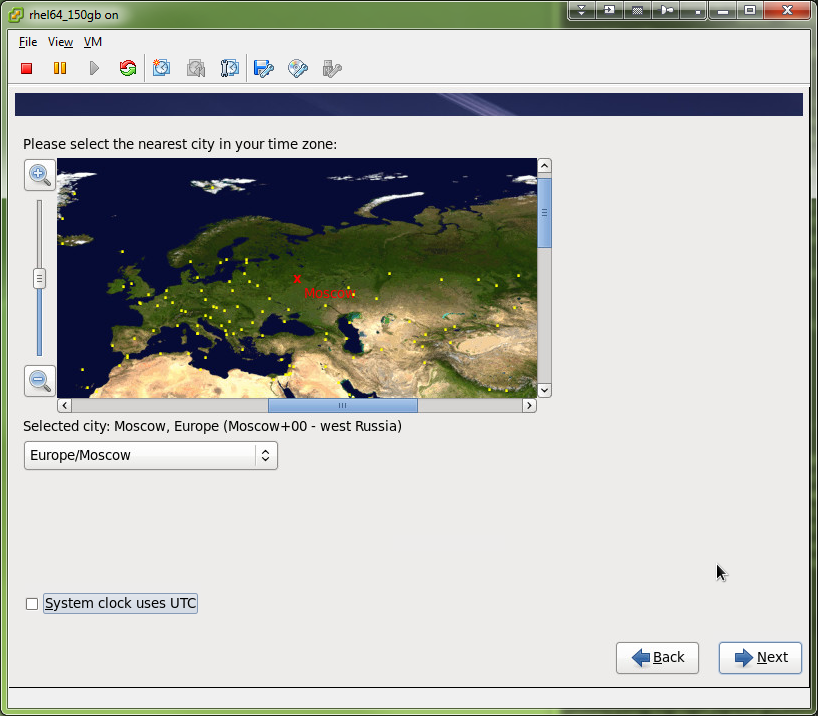 rhel64_150gb on
File View VM
Please select the nearest city in your time zone:
Moscow
Selected city: Moscow, Europe (Moscow+00 - west Russia)
Europe/Moscow
System clock uses UTC
Back Next